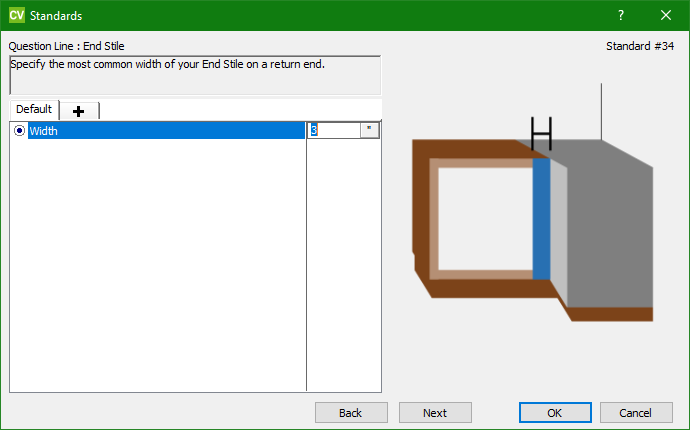 CV Standards ?
Question Line : End Stile
Standard #34
Specify the most common width of your End Stile on a return end.
Default +
Width 3 "
Back Next OK Cancel